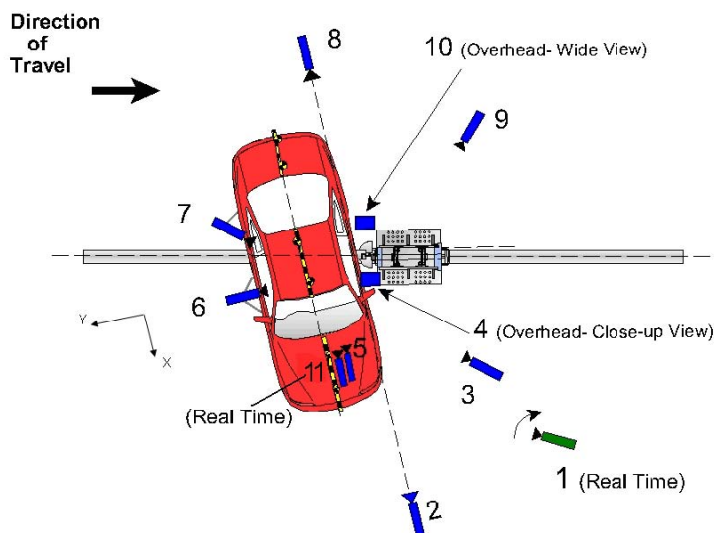 Direction
of
Travel
8
10 (Overhead- Wide View)
9
7
6
4 (Overhead- Close-up View)
Y
X
5
11
3
(Real Time)
1 (Real Time)
2